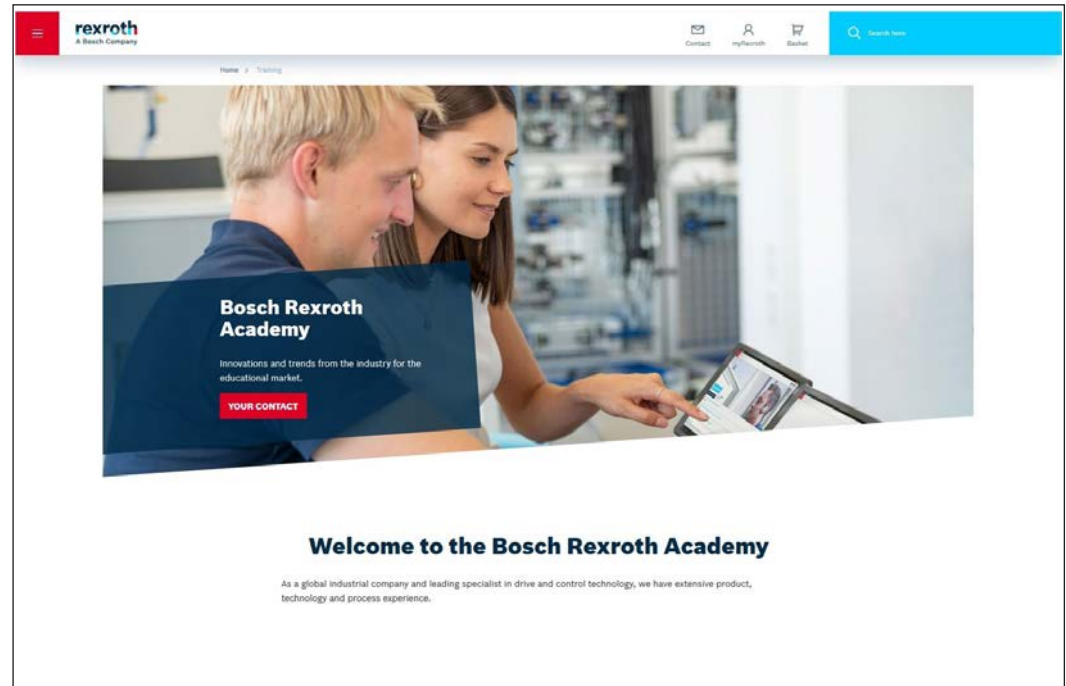 rexroth
A Bosch Company
Contact
myRexroth
Basket
Search here
Home > Training
Bosch Rexroth
Academy
Innovations and trends from the industry for the
educational market.
YOUR CONTACT
Welcome to the Bosch Rexroth Academy
As a global industrial company and leading specialist in drive and control technology, we have extensive product,
technology and process experience.